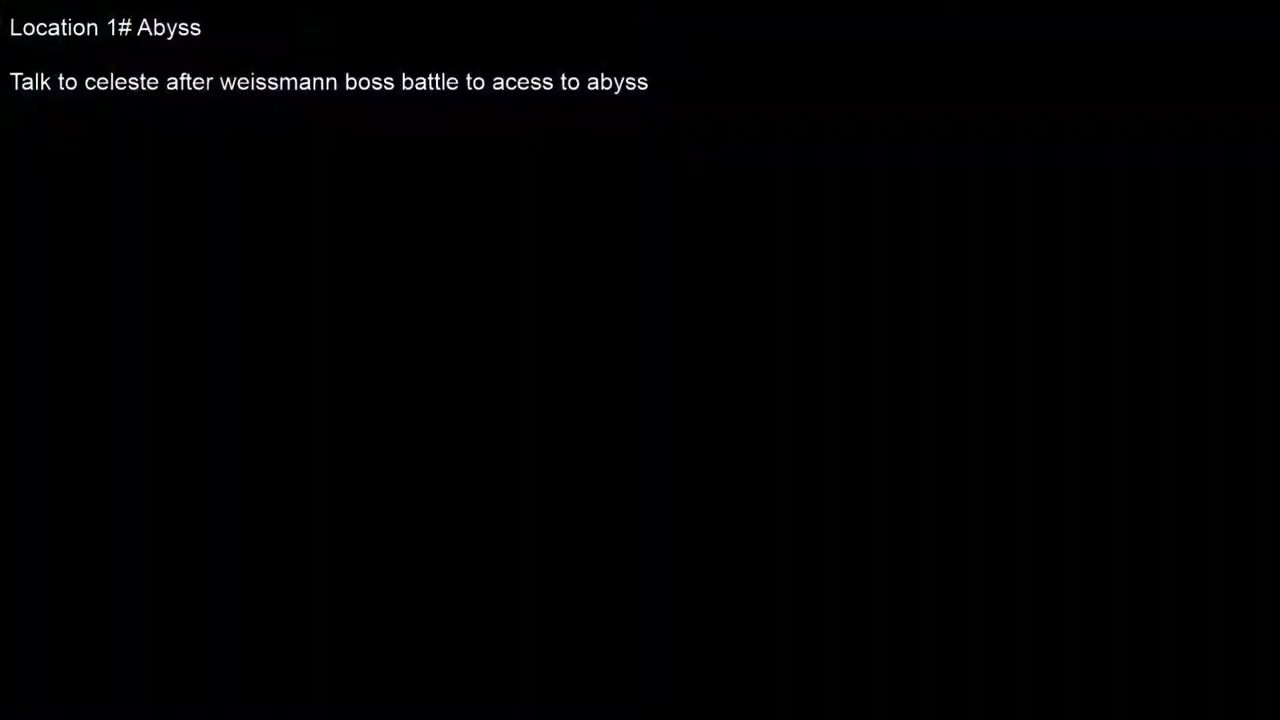 Location 1# Abyss
Talk to celeste after weissmann boss battle to acess to abyss